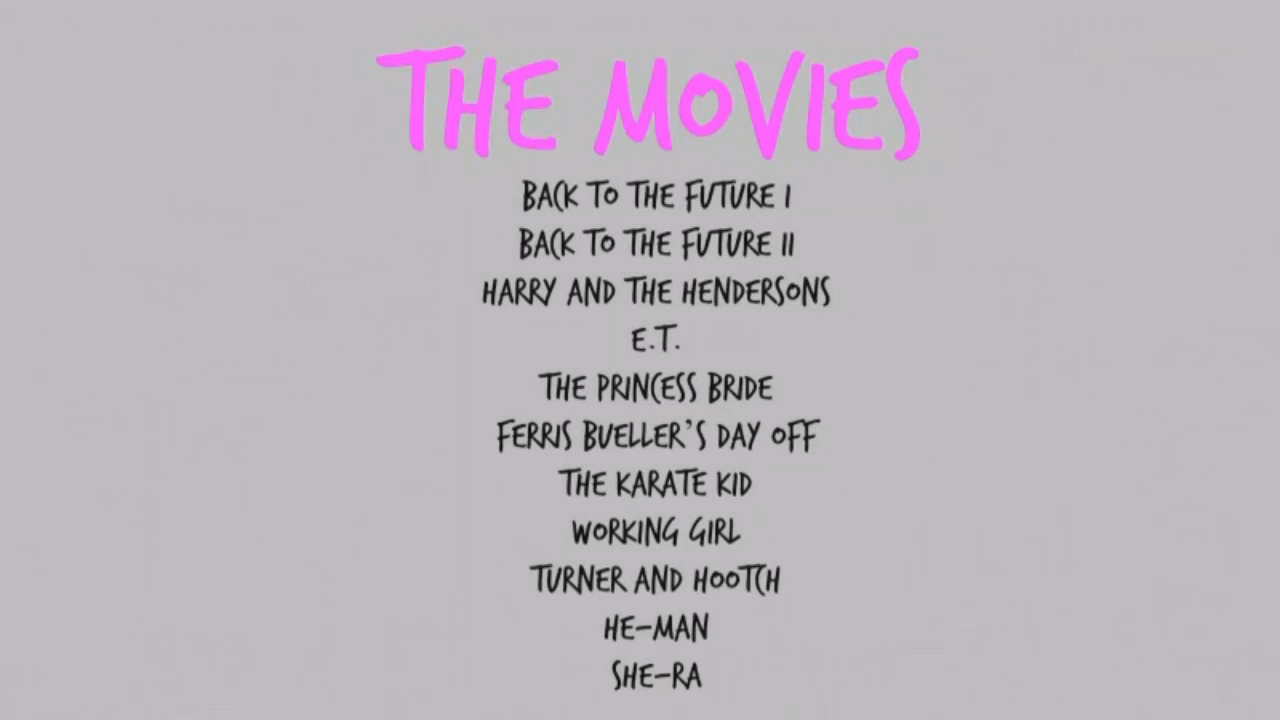 THE MOVIES
BACK TO THE FUTURE I
BACK TO THE FUTURE II
HARRY AND THE HENDERSONS
E.T.
THE PRINCESS BRIDE
FERRIS BUELLER'S DAY OFF
THE KARATE KID
WORKING GIRL
TURNER AND HOOTCH
HE-MAN
SHE-RA